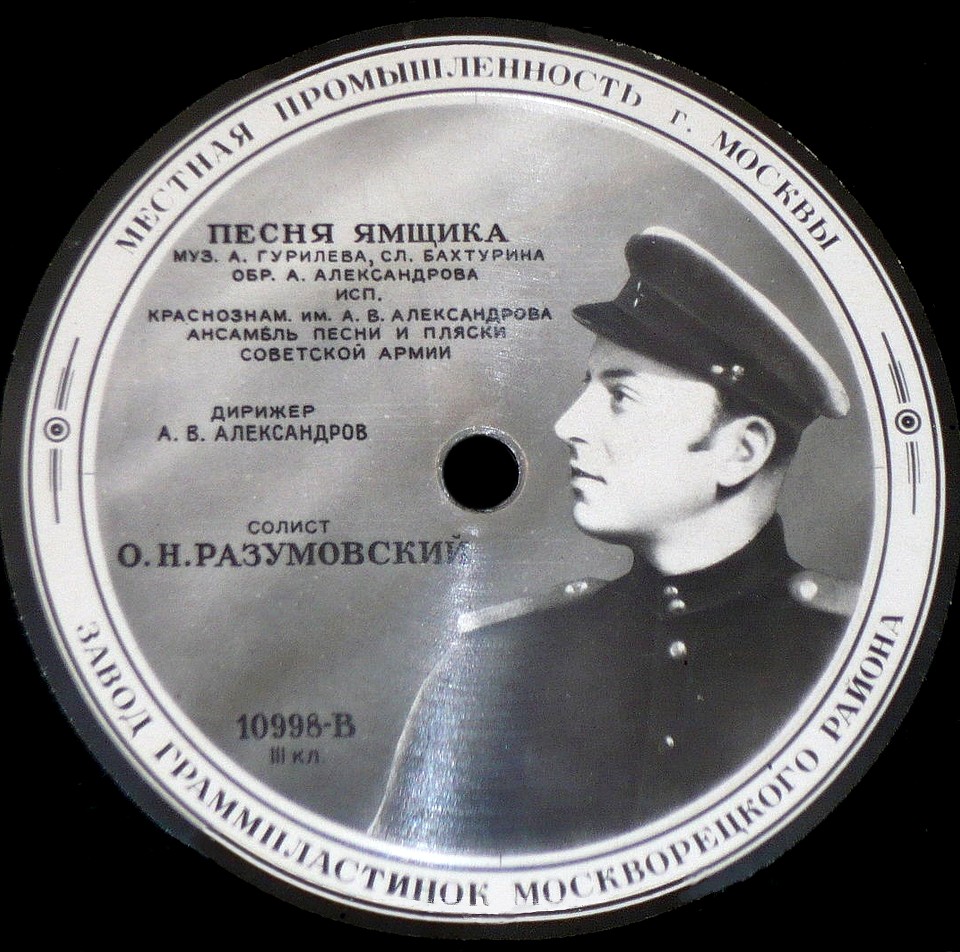 МЕСТНАЯ ПРОМЫШЛЕННОСТЬ г. МОСКВЫ
ПЕСНЯ ЯМЩИКА
МУЗ. А. ГУРИЛЕВА, СЛ. БАХТУРИНА
ОБР. А. АЛЕКСАНДРОВА
ИСП.
КРАСНОЗНАМ. им. А. В. АЛЕКСАНДРОВА
АНСАМБЛЬ ПЕСНИ И ПЛЯСКИ
СОВЕТСКОЙ АРМИИ
ДИРИЖЕР
А. В. АЛЕКСАНДРОВ
СОЛИСТ
О. Н. РАЗУМОВСКИЙ
10998-В
III КЛ.
ЗАВОД ГРАММПЛАСТИНОК МОСКВОРЕЦКОГО РАЙОНА